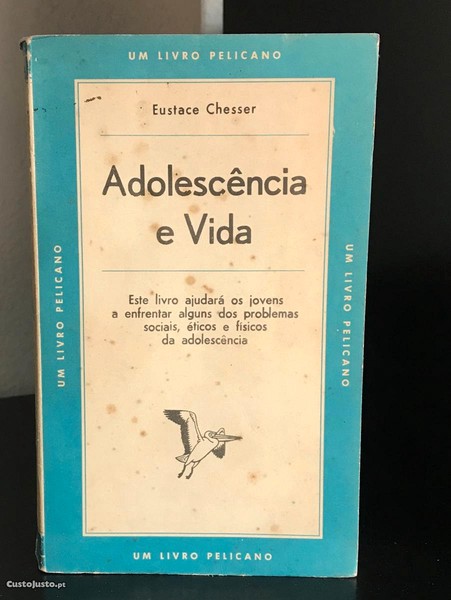 UM LIVRO PELICANO
Eustace Chesser
Adolescência
e Vida
Este livro ajudará os jovens
a enfrentar alguns dos problemas
sociais, éticos e físicos
da adolescência
UM LIVRO PELICANO
UM LIVRO PELICANO
UM LIVRO PELICANO
CustoJusto.pt